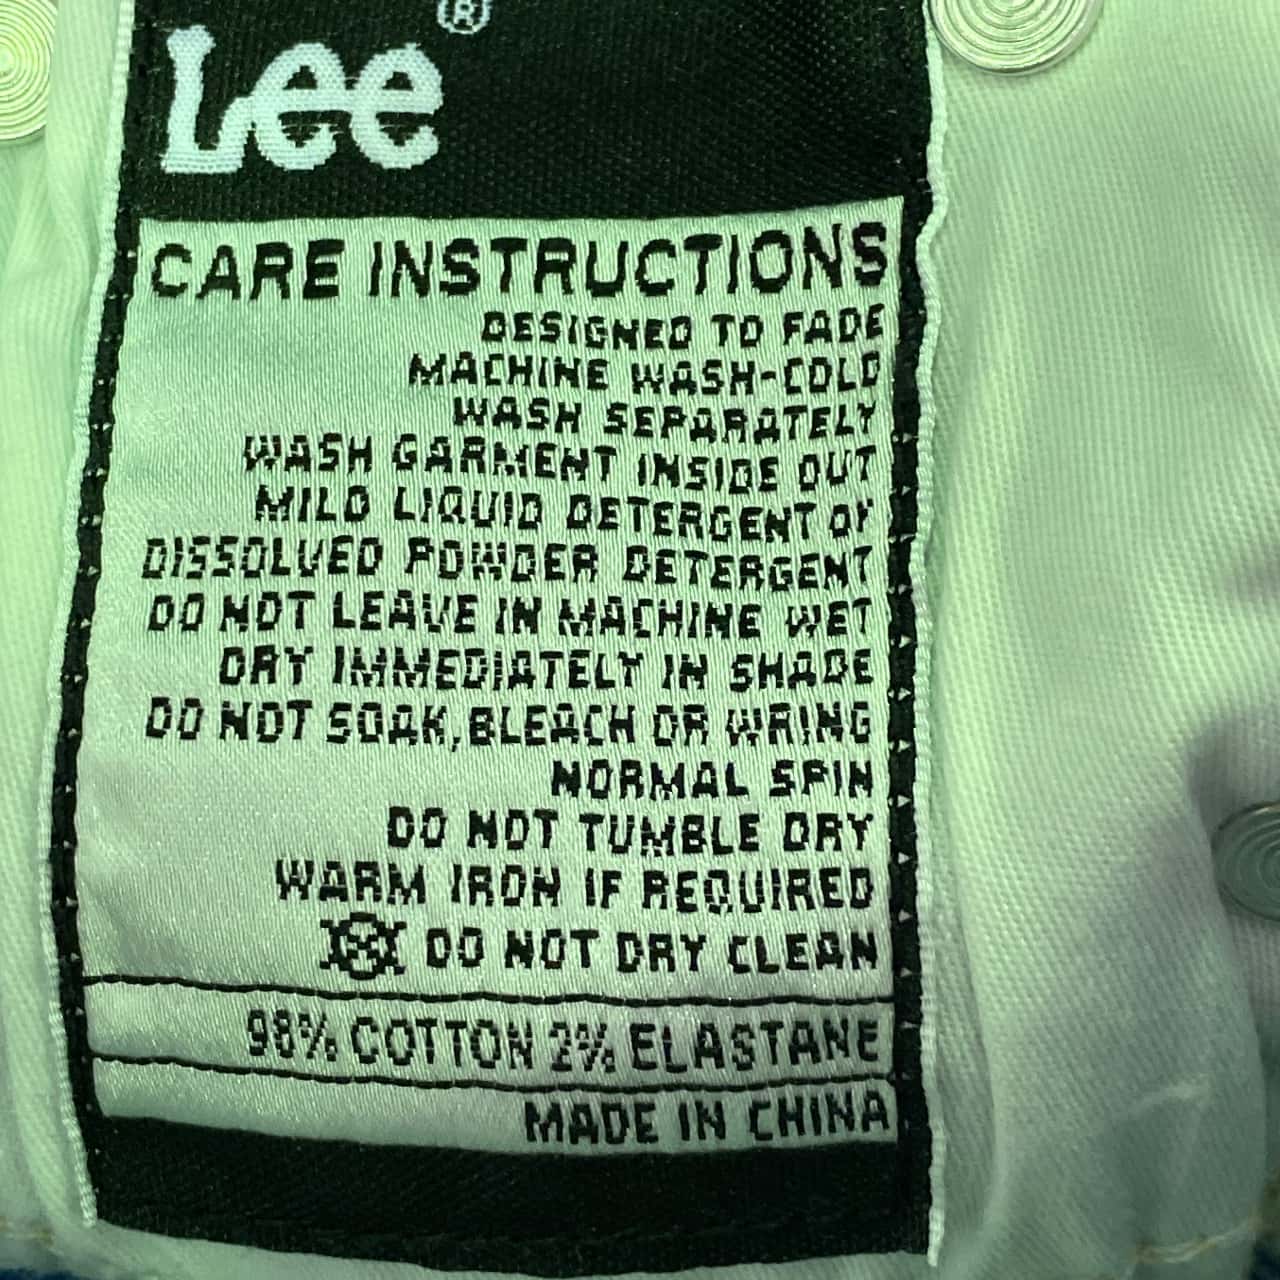 Lee®
CARE INSTRUCTIONS
DESIGNED TO FADE
MACHINE WASH-COLD
WASH SEPARATELY
WASH GARMENT INSIDE OUT
MILD LIQUID DETERGENT OY
DISSOLVED POWDER DETERGENT
DO NOT LEAVE IN MACHINE WET
DRY IMMEDIATELY IN SHADE
DO NOT SOAK,BLEACH OR WRING
NORMAL SPIN
DO NOT TUMBLE DRY
WARM IRON IF REQUIRED
DO NOT DRY CLEAN
98% COTTON 2% ELASTANE
MADE IN CHINA